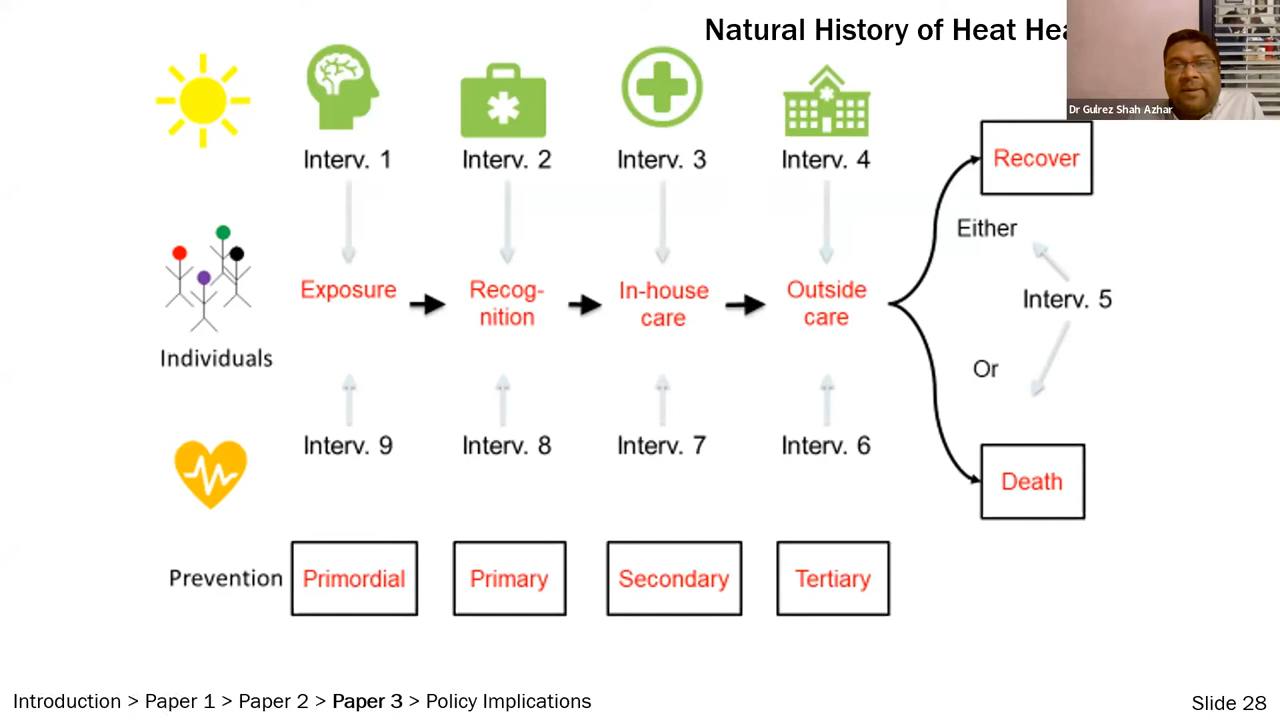 Natural History of Heat
Dr Gulrez Shah Azhar
Interv. 1
Interv. 2
Interv. 3
Interv. 4
Recover
Either
Exposure
Recog-
nition
In-house
care
Outside
care
Interv. 5
Individuals
Or
Interv. 9
Interv. 8
Interv. 7
Interv. 6
Death
Prevention
Primordial
Primary
Secondary
Tertiary
Introduction > Paper 1 > Paper 2 > Paper 3 > Policy Implications
Slide 28